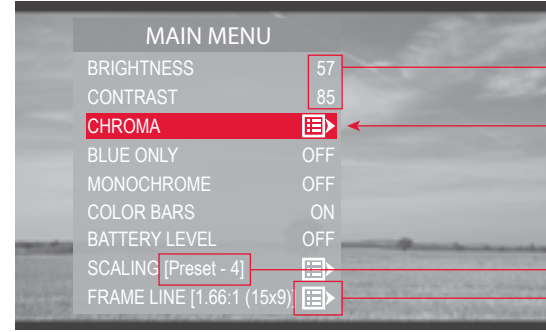 MAIN MENU
BRIGHTNESS 57
CONTRAST 85
CHROMA
BLUE ONLY OFF
MONOCHROME OFF
COLOR BARS ON
BATTERY LEVEL OFF
SCALING [Preset - 4]
FRAME LINE [1.66:1 (15x9)]